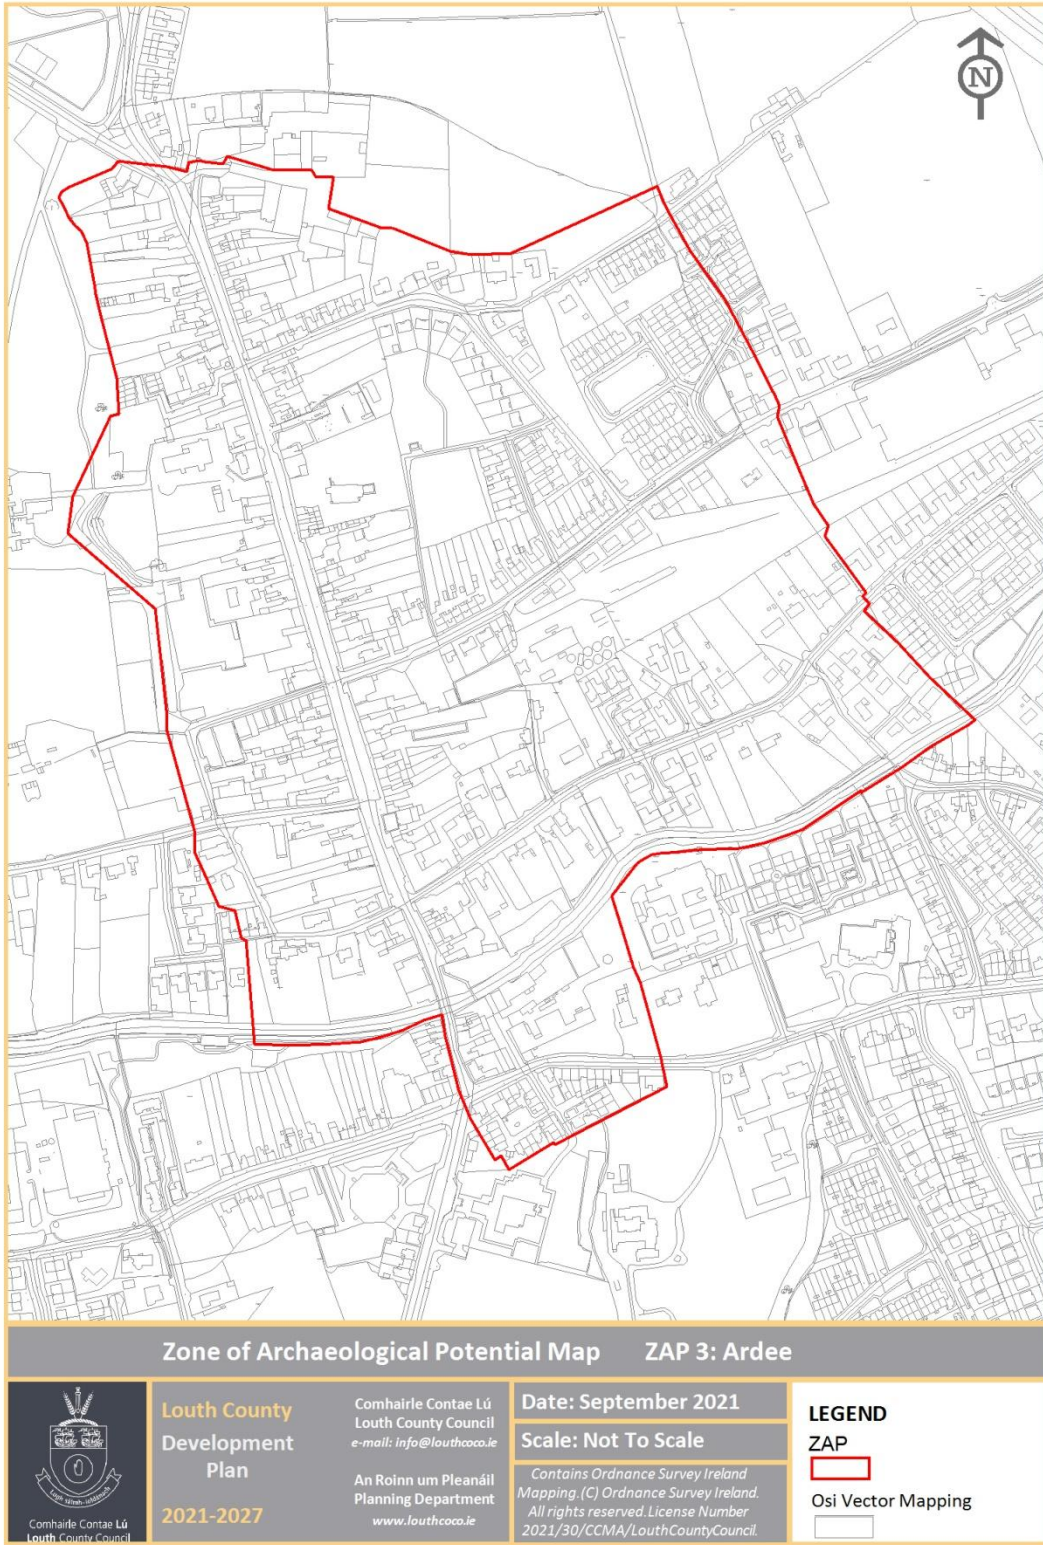 N
Zone of Archaeological Potential Map ZAP 3: Ardee
Comhairle Contae Lú
Louth County Council
Louth County
Development
Plan
2021-2027
Comhairle Contae Lú
Louth County Council
e-mail: info@louthcoco.ie
An Roinn um Pleanáil
Planning Department
www.louthcoco.ie
Date: September 2021
Scale: Not To Scale
Contains Ordnance Survey Ireland
Mapping.(C) Ordnance Survey Ireland.
All rights reserved.License Number
2021/30/CCMA/LouthCountyCouncil.
LEGEND
ZAP
Osi Vector Mapping